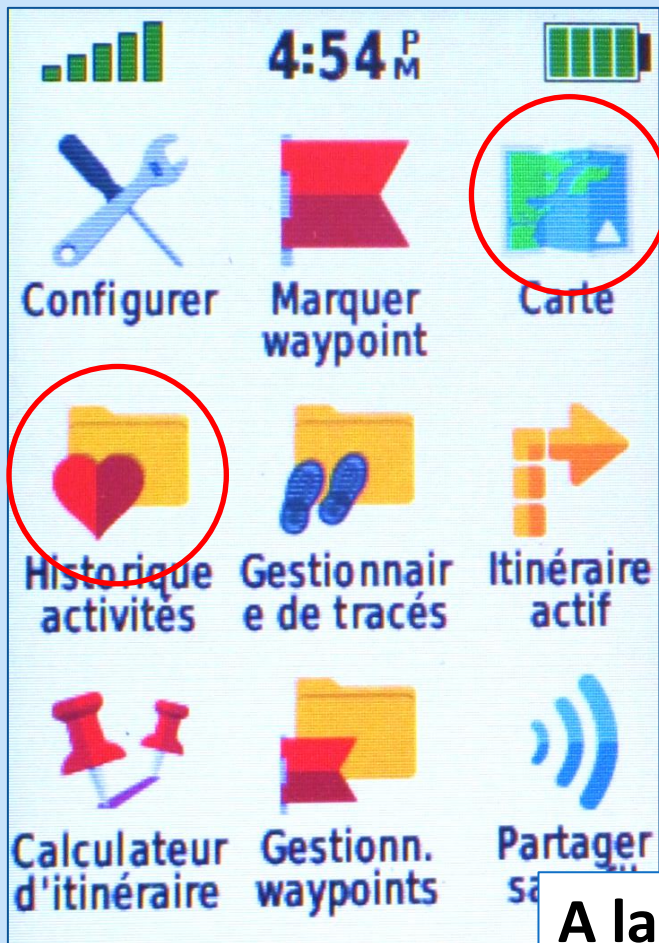 4:54 PM
Configurer Marquer Carte
waypoint
Historique Gestionnair Itinéraire
activités e de tracés actif
Calculateur Gestionn. Partager
d'itinéraire waypoints
A la